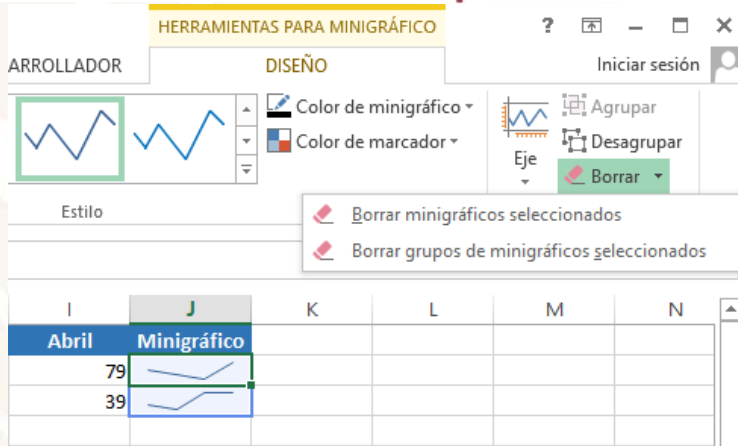 HERRAMIENTAS PARA MINIGRÁFICO ?
ARROLLADOR DISEÑO Iniciar sesión
Color de minigráfico Agrupar
Color de marcador Desagrupar
Eje Borrar
Estilo
Borrar minigráficos seleccionados
Borrar grupos de minigráficos seleccionados
I J K L M N
Abril Minigráfico
79
39